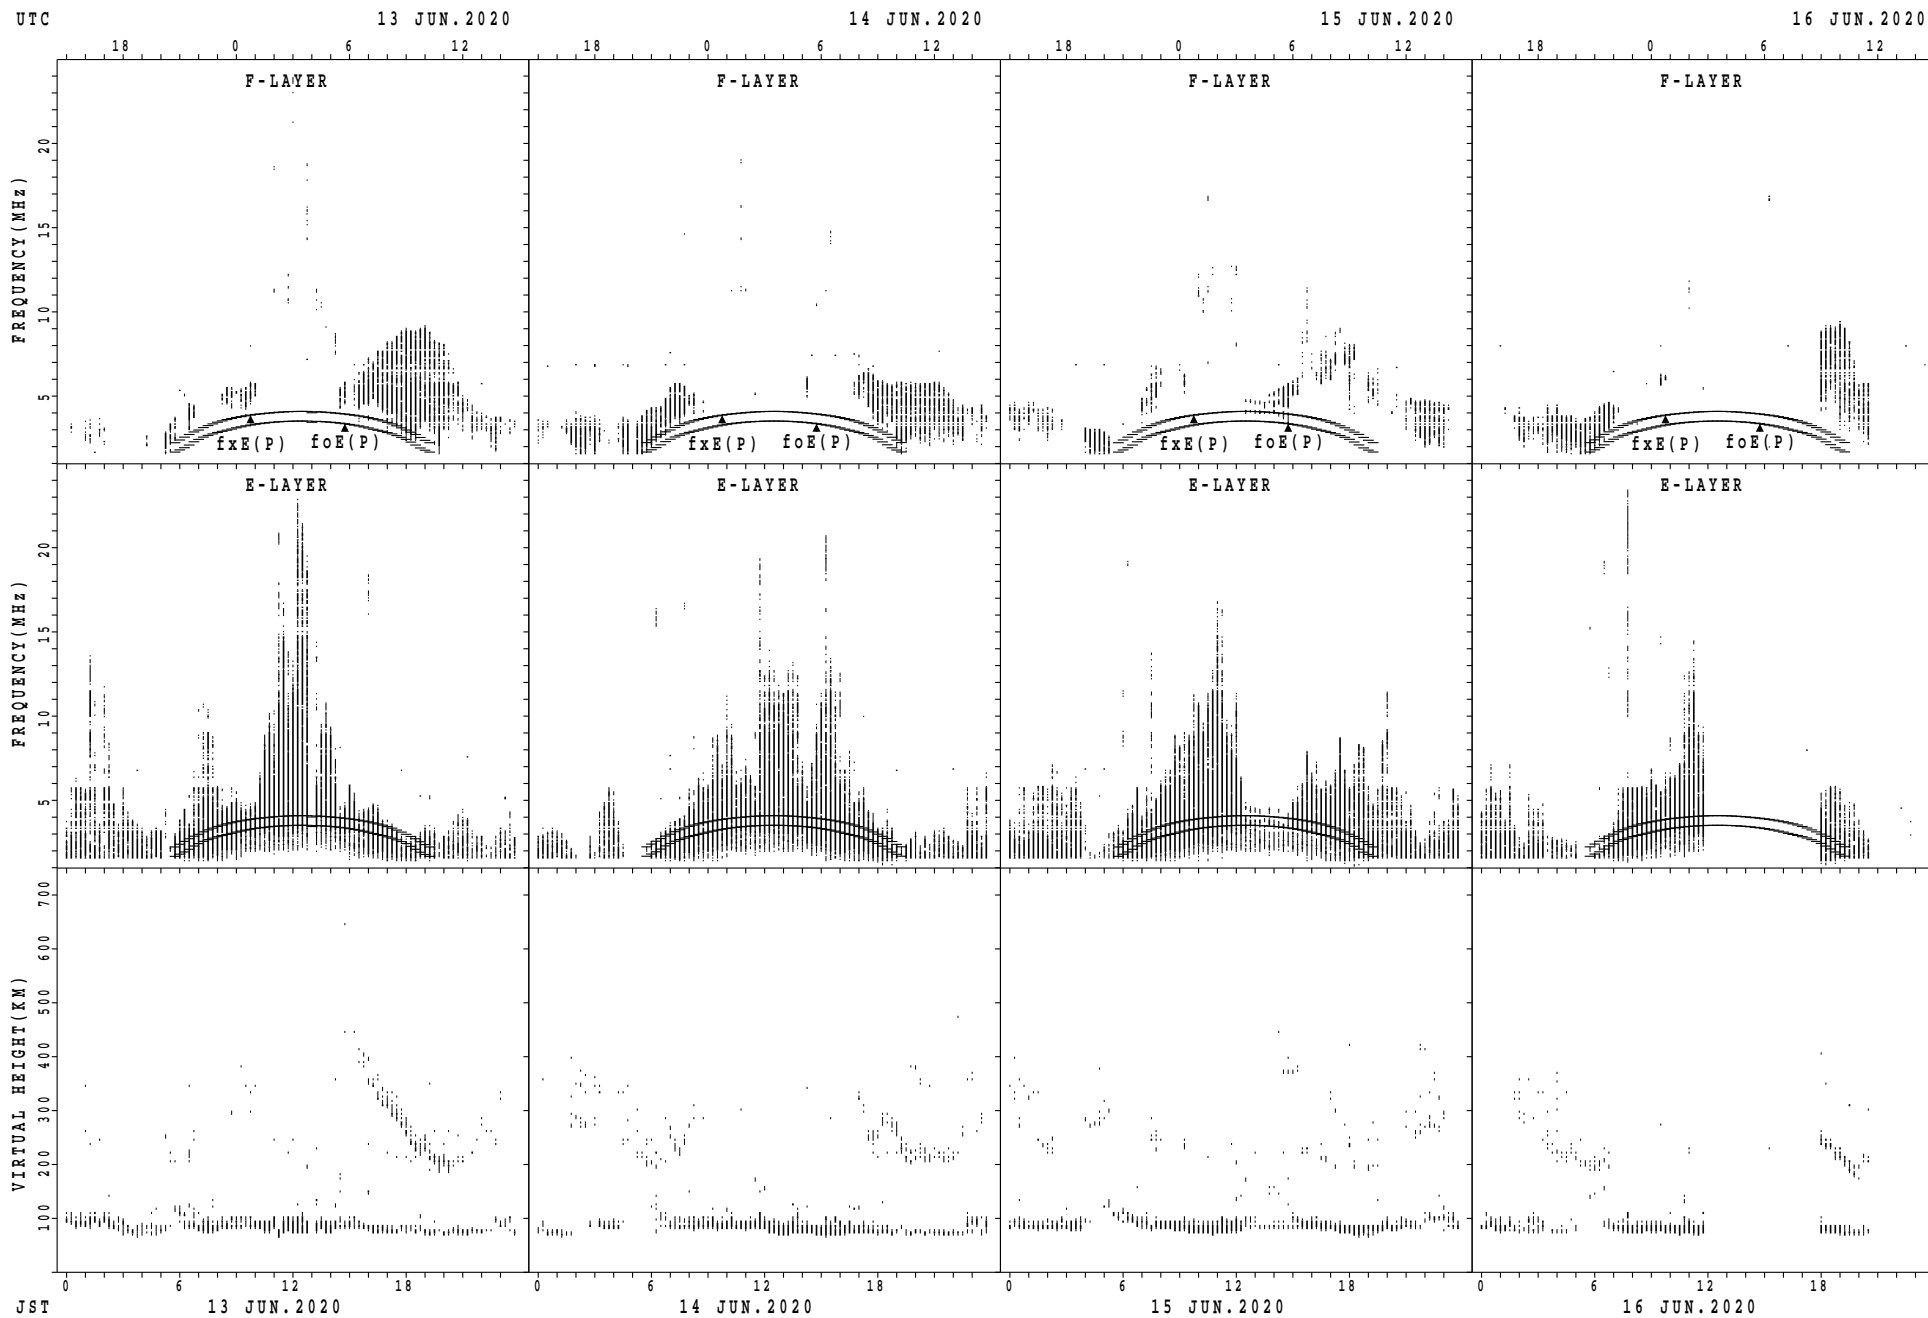 UTC 13 JUN.2020 14 JUN.2020 15 JUN.2020 16 JUN.2020
18 0 6 12 18 0 6 12 18 0 6 12 18 0 6 12
F-LAYER F-LAYER F-LAYER F-LAYER
FREQUENCY(MHz)
20
15
10
5
fxE(P) foE(P) fxE(P) foE(P) fxE(P) foE(P) fxE(P) foE(P)
E-LAYER E-LAYER E-LAYER E-LAYER
FREQUENCY(MHz)
20
15
10
5
VIRTUAL HEIGHT(KM)
700
600
500
400
300
200
100
0 6 12 18 0 6 12 18 0 6 12 18 0 6 12 18
JST 13 JUN.2020 14 JUN.2020 15 JUN.2020 16 JUN.2020